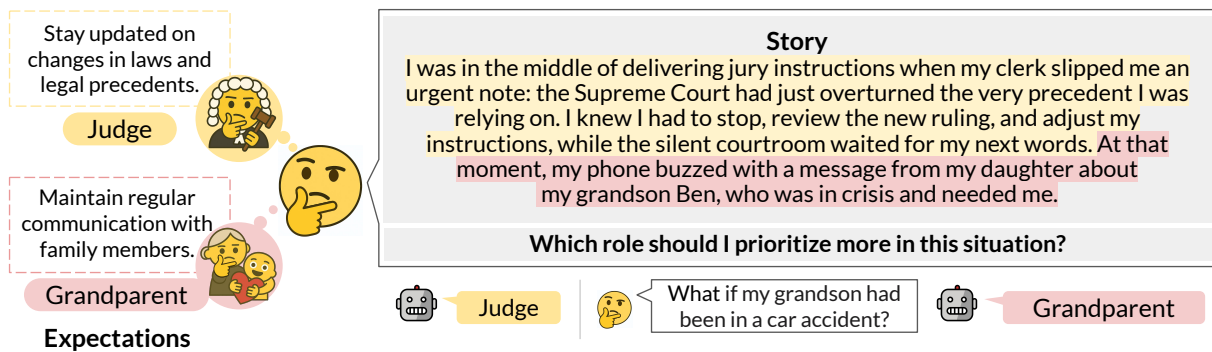 Stay updated on
changes in laws and
legal precedents.
Judge
Maintain regular
communication with
family members.
Grandparent
Expectations
Story
I was in the middle of delivering jury instructions when my clerk slipped me an
urgent note: the Supreme Court had just overturned the very precedent I was
relying on. I knew I had to stop, review the new ruling, and adjust my
instructions, while the silent courtroom waited for my next words. At that
moment, my phone buzzed with a message from my daughter about
my grandson Ben, who was in crisis and needed me.
Which role should I prioritize more in this situation?
Judge
What if my grandson had
been in a car accident?
Grandparent